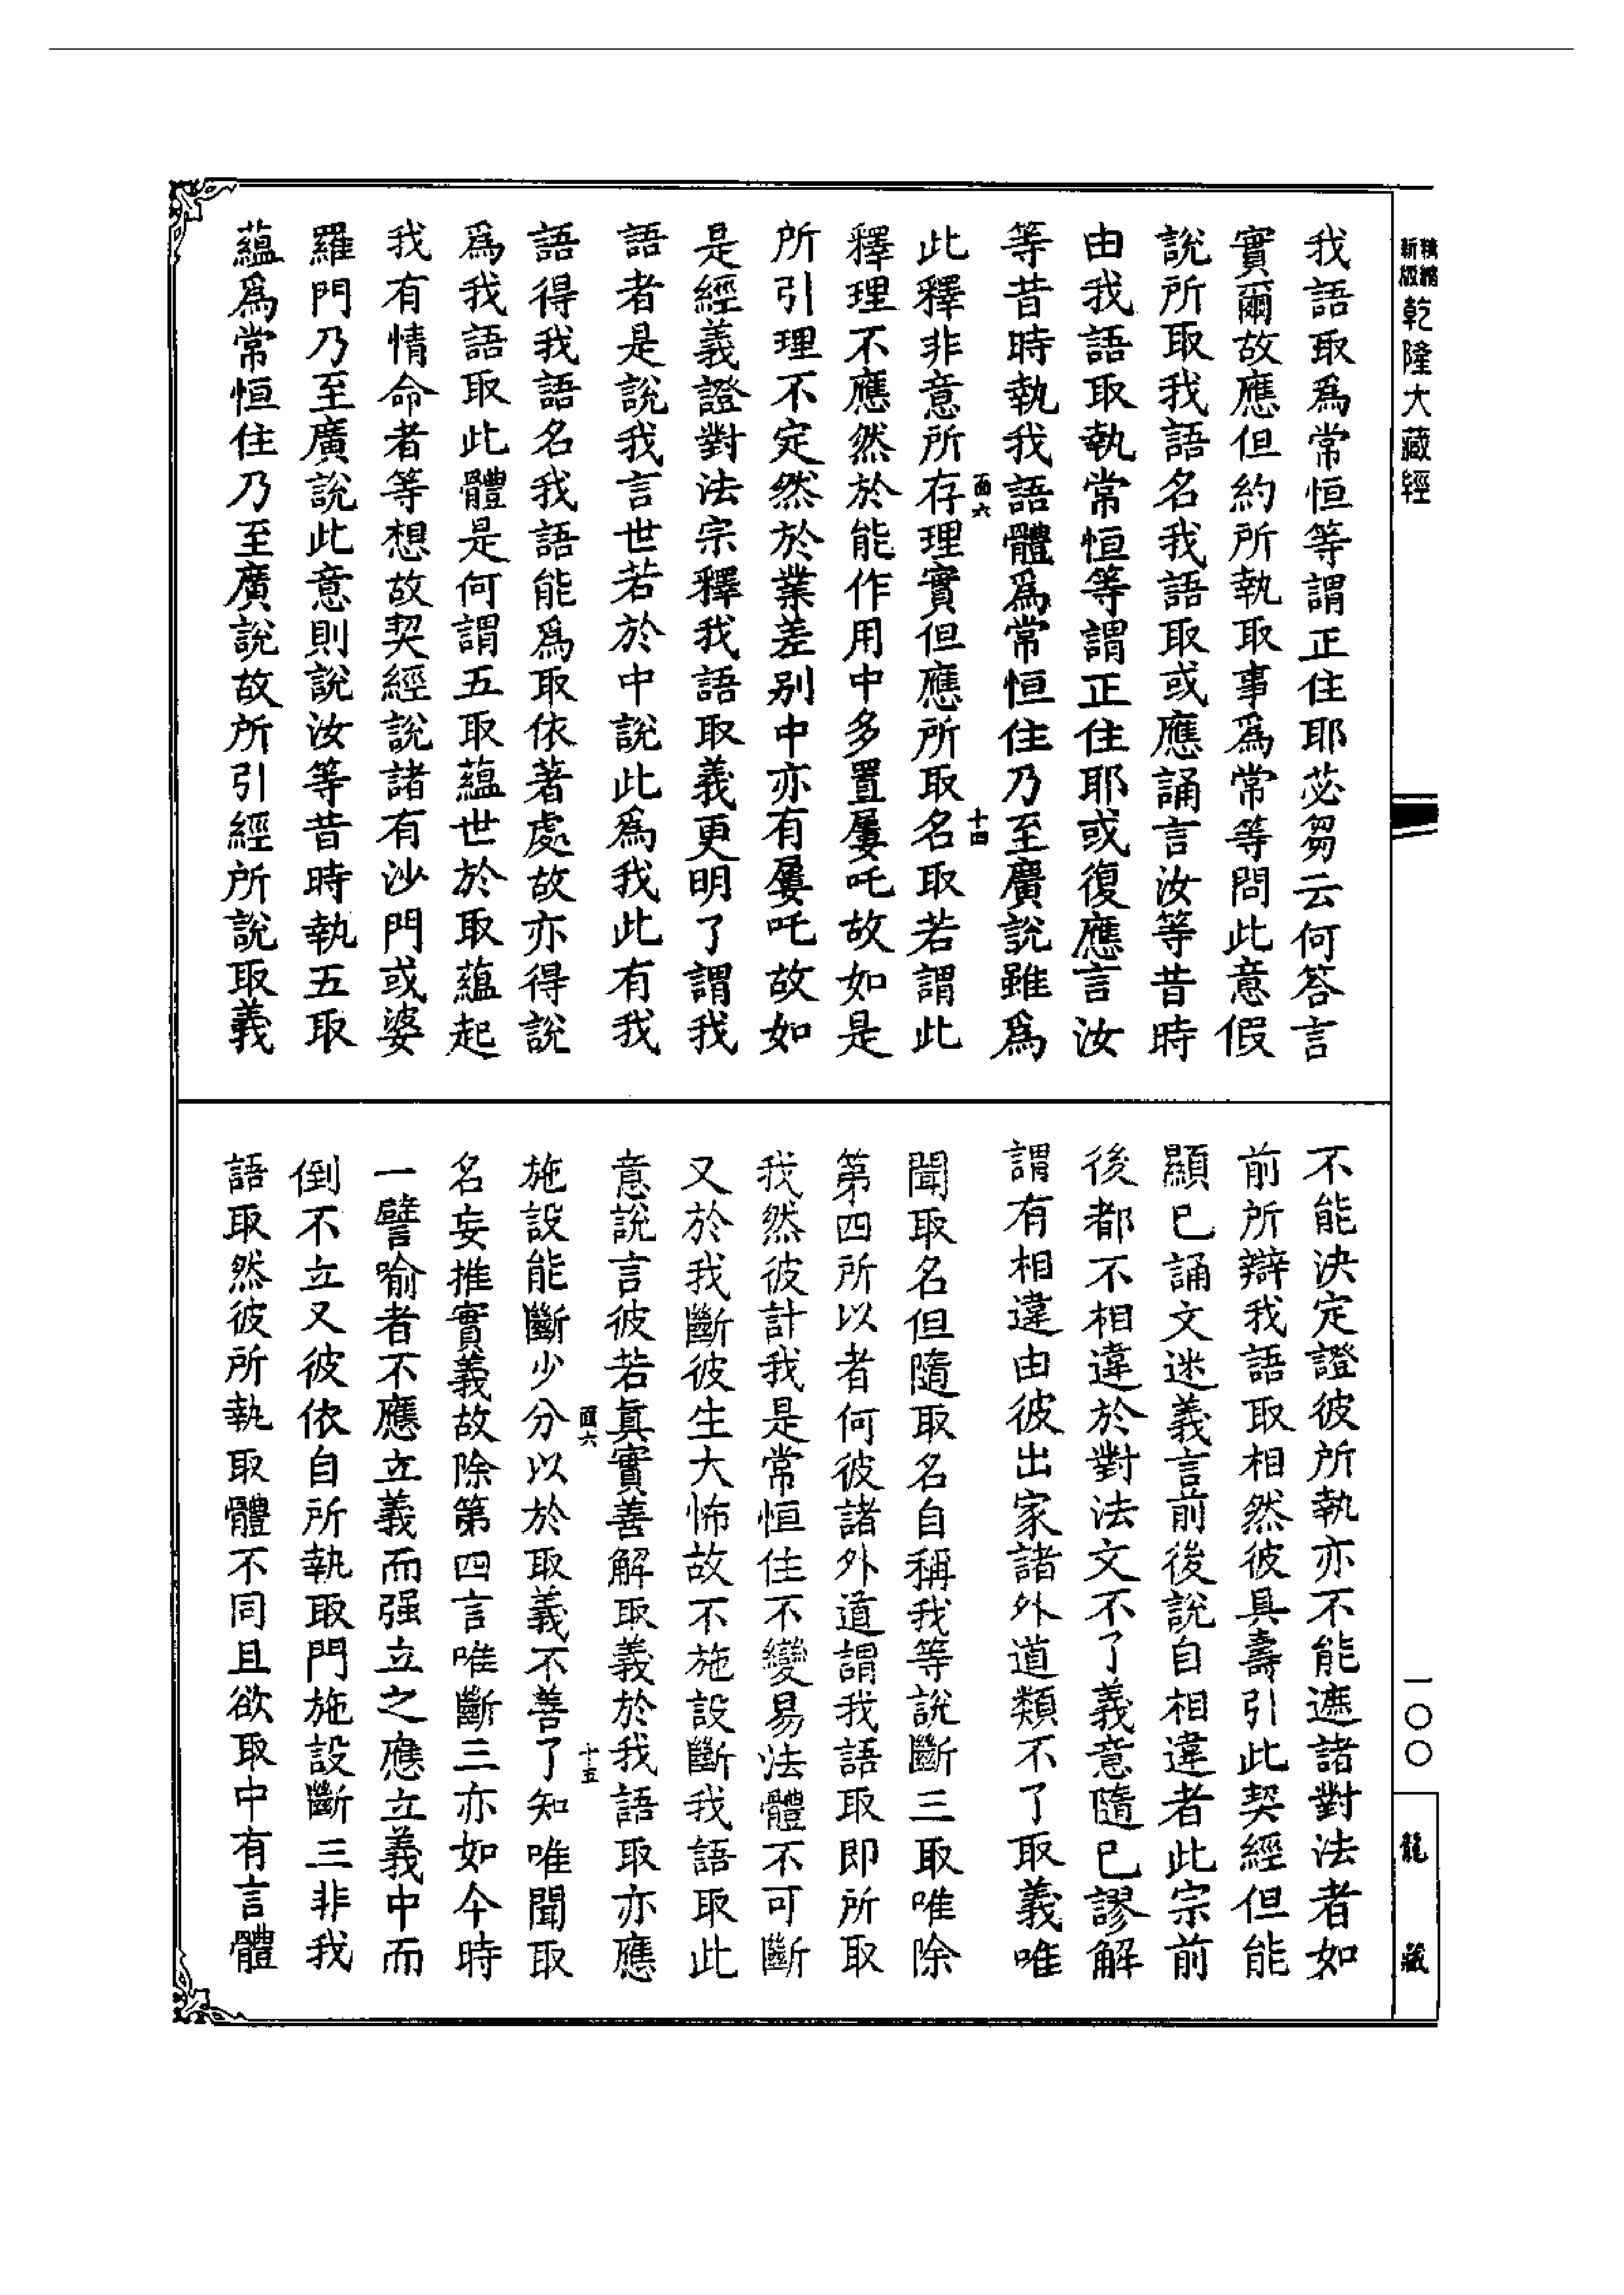 精縮
新版
乾隆大藏經
我語取爲常恒等謂正住耶苾芻云何答言
實爾故應但約所執取事爲常等問此意假
說所取我語名我語取或應誦言汝等昔時
由我語取執常恒等謂正住耶或復應言汝
等昔時執我語體爲常恒住乃至廣說雖爲
面六
十四
此釋非意所存理實但應所取名取若謂此
釋理不應然於能作用中多置屢吒故如是
所引理不定然於業差別中亦有屢吒故如
是經義證對法宗釋我語取義更明了謂我
語者是說我言世若於中說此爲我此有我
語得我語名我語能爲取依著處故亦得說
爲我語取此體是何謂五取蘊世於取蘊起
我有情命者等想故契經說諸有沙門或婆
羅門乃至廣說此意則說汝等昔時執五取
蘊爲常恒住乃至廣說故所引經所說取義
不能決定證彼所執亦不能遮諸對法者如
前所辯我語取相然彼具壽引此契經但能
顯已誦文迷義言前後說自相違者此宗前
後都不相違於對法文不了義意隨已謬解
謂有相違由彼出家諸外道類不了取義唯
聞取名但隨取名自稱我等說斷三取唯除
第四所以者何彼諸外道謂我語取即所取
我然彼計我是常恒住不變易法體不可斷
又於我斷彼生大怖故不施設斷我語取此
意說言彼若眞實善解取義於我語取亦應
面六
十五
施設能斷少分以於取義不善了知唯聞取
名妄推實義故除第四言唯斷三亦如今時
一譬喻者不應立義而强立之應立義中而
倒不立又彼依自所執取門施設斷三非我
語取然彼所執取體不同且欲取中有言體
一〇〇
龍藏